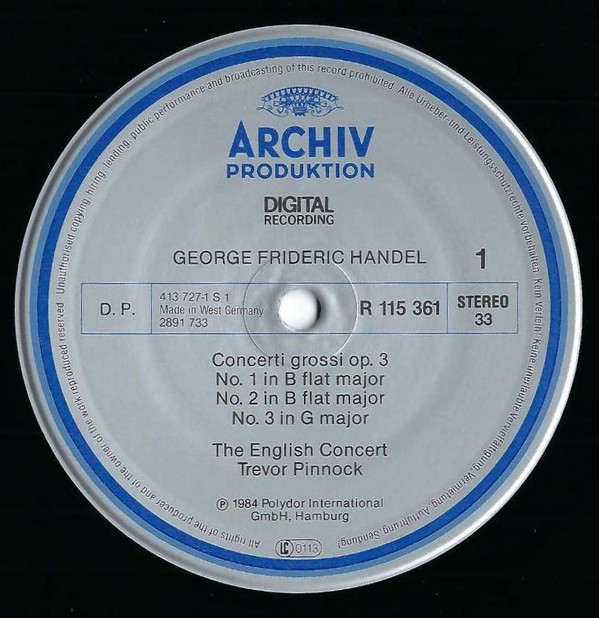 All rights of the producer and of the owner of the work reproduced reserved · Unauthorised copying, hiring, lending, public performance and broadcasting of this record prohibited. Alle Urheber- und Leistungsschutzrechte vorbehalten. Kein Verleih! Keine unerlaubte Vervielfältigung, Vermietung, Aufführung, Sendung!
ARCHIV
PRODUKTION
DIGITAL
RECORDING
GEORGE FRIDERIC HANDEL
1
D. P.
413 727-1 S 1
Made in West Germany
2891 733
R 115 361
STEREO
33
Concerti grossi op. 3
No. 1 in B flat major
No. 2 in B flat major
No. 3 in G major
The English Concert
Trevor Pinnock
℗ 1984 Polydor International
GmbH, Hamburg
LC 0113